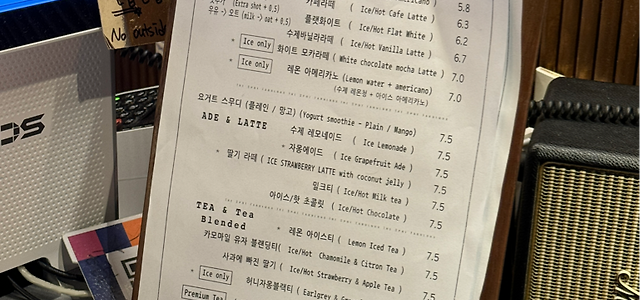 No outside
DS
(Extra shot + 0.5)
우유 → 오트 (milk -> out + 0.5)
5.8
카페라떼 ( Ice/Hot Cafe Latte ) 6.3
플랫화이트 ( Ice/Hot Flat White ) 6.2
수제바닐라라떼 ( Ice/Hot Vanilla Latte ) 6.7
* Ice only 화이트 모카라떼 ( White chocolate mocha Latte ) 7.0
* Ice only 레몬 아메리카노 (Lemon water + americano) 7.0
(수제 레몬청 + 아이스 아메리카노)
요거트 스무디 (플레인 / 망고) (Yogurt smoothie - Plain / Mango) 7.5
ADE & LATTE
수제 레모네이드 ( Ice Lemonade ) 7.5
* 자몽에이드 ( Ice Grapefruit Ade ) 7.5
* 딸기 라떼 ( ICE STRAWBERRY LATTE with coconut jelly ) 7.5
밀크티 ( Ice/Hot Milk tea ) 7.5
아이스/핫 초콜릿 ( Ice/Hot Chocolate ) 7.5
TEA & Tea
Blended
* 레몬 아이스티 ( Lemon Iced Tea ) 7.5
카모마일 유자 블렌딩티( Ice/Hot Chamomile & Citron Tea ) 7.5
사과에 빠진 딸기 ( Ice/Hot Strawberry & Apple Tea ) 7.5
* Ice only 허니자몽블랙티 ( Earlgrey &
Premium Tea